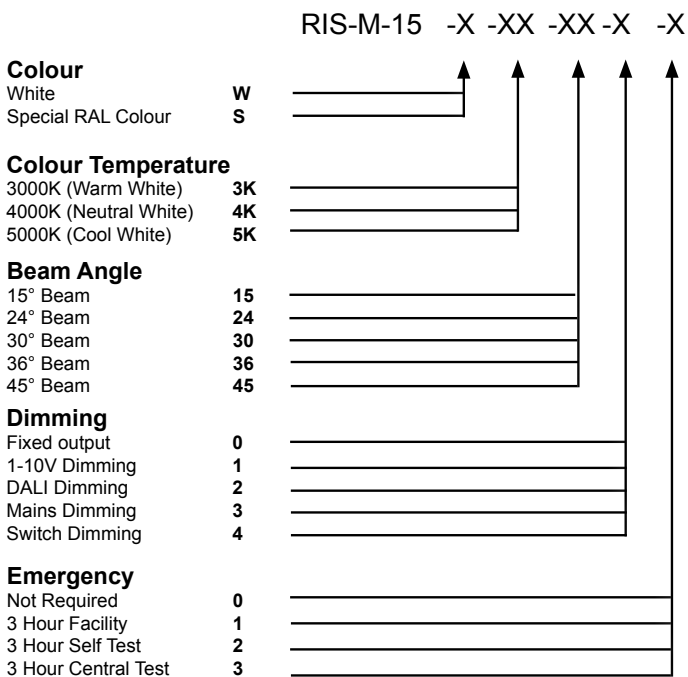 RIS-M-15 -X -XX -XX -X -X
Colour
White W
Special RAL Colour S
Colour Temperature
3000K (Warm White) 3K
4000K (Neutral White) 4K
5000K (Cool White) 5K
Beam Angle
15° Beam 15
24° Beam 24
30° Beam 30
36° Beam 36
45° Beam 45
Dimming
Fixed output 0
1-10V Dimming 1
DALI Dimming 2
Mains Dimming 3
Switch Dimming 4
Emergency
Not Required 0
3 Hour Facility 1
3 Hour Self Test 2
3 Hour Central Test 3